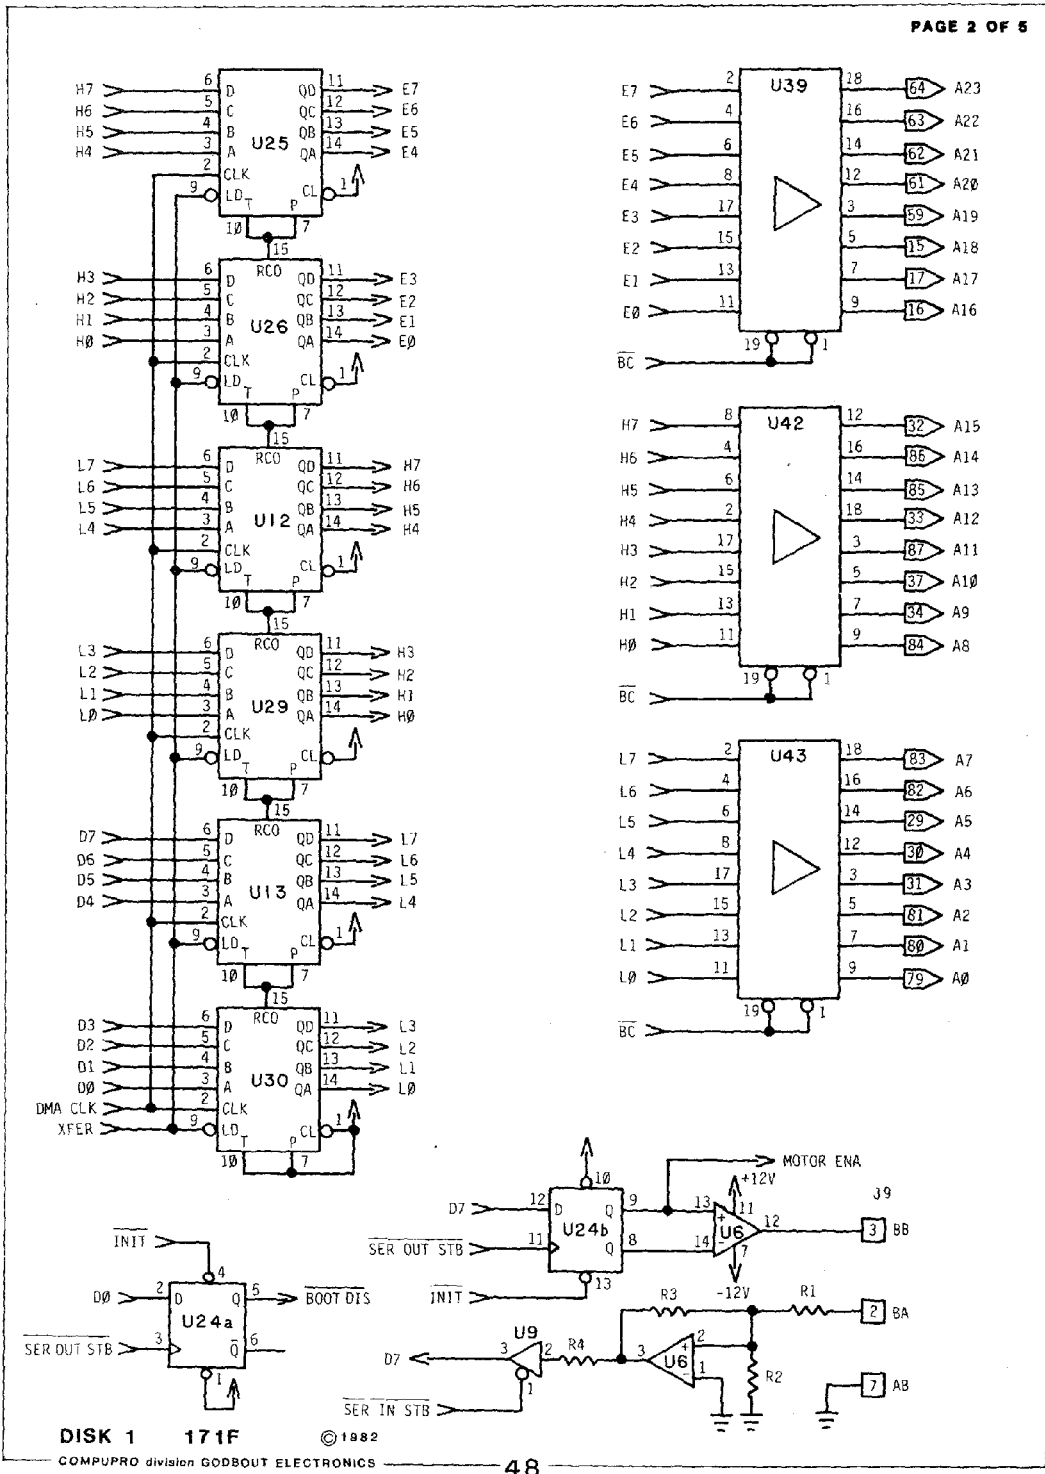 PAGE 2 OF 5
H7 6 D U25 QD 11 E7
H6 5 C QC 12 E6
H5 4 B QB 13 E5
H4 3 A QA 14 E4
2 CLK
9 LD CL 1
T P
10 7
15
H3 6 D RCO QD 11 E3
H2 5 C QC 12 E2
H1 4 B U26 QB 13 E1
HØ 3 A QA 14 EØ
2 CLK
9 LD CL 1
T P
10 7
15
L7 6 D RCO QD 11 H7
L6 5 C QC 12 H6
L5 4 B U12 QB 13 H5
L4 3 A QA 14 H4
2 CLK
9 LD CL 1
T P
10 7
15
L3 6 D RCO QD 11 H3
L2 5 C QC 12 H2
L1 4 B U29 QB 13 H1
LØ 3 A QA 14 HØ
2 CLK
9 LD CL 1
T P
10 7
15
D7 6 D RCO QD 11 L7
D6 5 C QC 12 L6
D5 4 B U13 QB 13 L5
D4 3 A QA 14 L4
2 CLK
9 LD CL 1
T P
1Ø 7
15
D3 6 D RCO QD 11 L3
D2 5 C QC 12 L2
D1 4 B U30 QB 13 L1
DØ 3 A QA 14 LØ
DMA CLK 2 CLK
XFER 9 LD CL 1
T P
1Ø 7
U39
E7 2 18 64 A23
E6 4 16 63 A22
E5 6 14 62 A21
E4 8 12 61 A2Ø
E3 17 3 59 A19
E2 15 5 15 A18
E1 13 7 17 A17
EØ 11 9 16 A16
BC 19 1
U42
H7 8 12 32 A15
H6 4 16 86 A14
H5 6 14 85 A13
H4 2 18 33 A12
H3 17 3 87 A11
H2 15 5 37 A1Ø
H1 13 7 34 A9
HØ 11 9 84 A8
BC 19 1
U43
L7 2 18 83 A7
L6 4 16 82 A6
L5 6 14 29 A5
L4 8 12 3Ø A4
L3 17 3 31 A3
L2 15 5 81 A2
L1 13 7 8Ø A1
LØ 11 9 79 AØ
BC 19 1
INIT 4
DØ 2 D Q 5 BOOT DIS
U24a
SER OUT STB 3 Q 6
1
1Ø
D7 12 D Q 9 MOTOR ENA
U24b
SER OUT STB 11 Q 8
INIT 13
+12V
J9
13 + 11 12 3 BB
U6
14 - 7
-12V
R3 R1 2 BA
U9
D7 3 2 R4 3 U6 + 2
- 1
R2
SER IN STB 1
7 AB
DISK 1 171F ©1982
COMPUPRO division GODBOUT ELECTRONICS
48